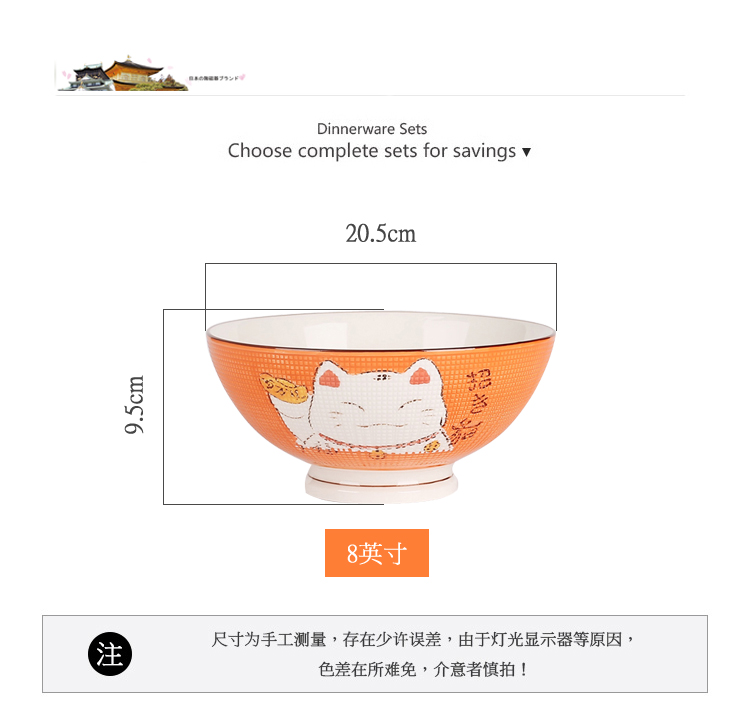 日本の陶磁器ブランド
Dinnerware Sets
Choose complete sets for savings ▼
20.5cm
9.5cm
招き猫
8英寸
注
尺寸为手工测量，存在少许误差，由于灯光显示器等原因，
色差在所难免，介意者慎拍！